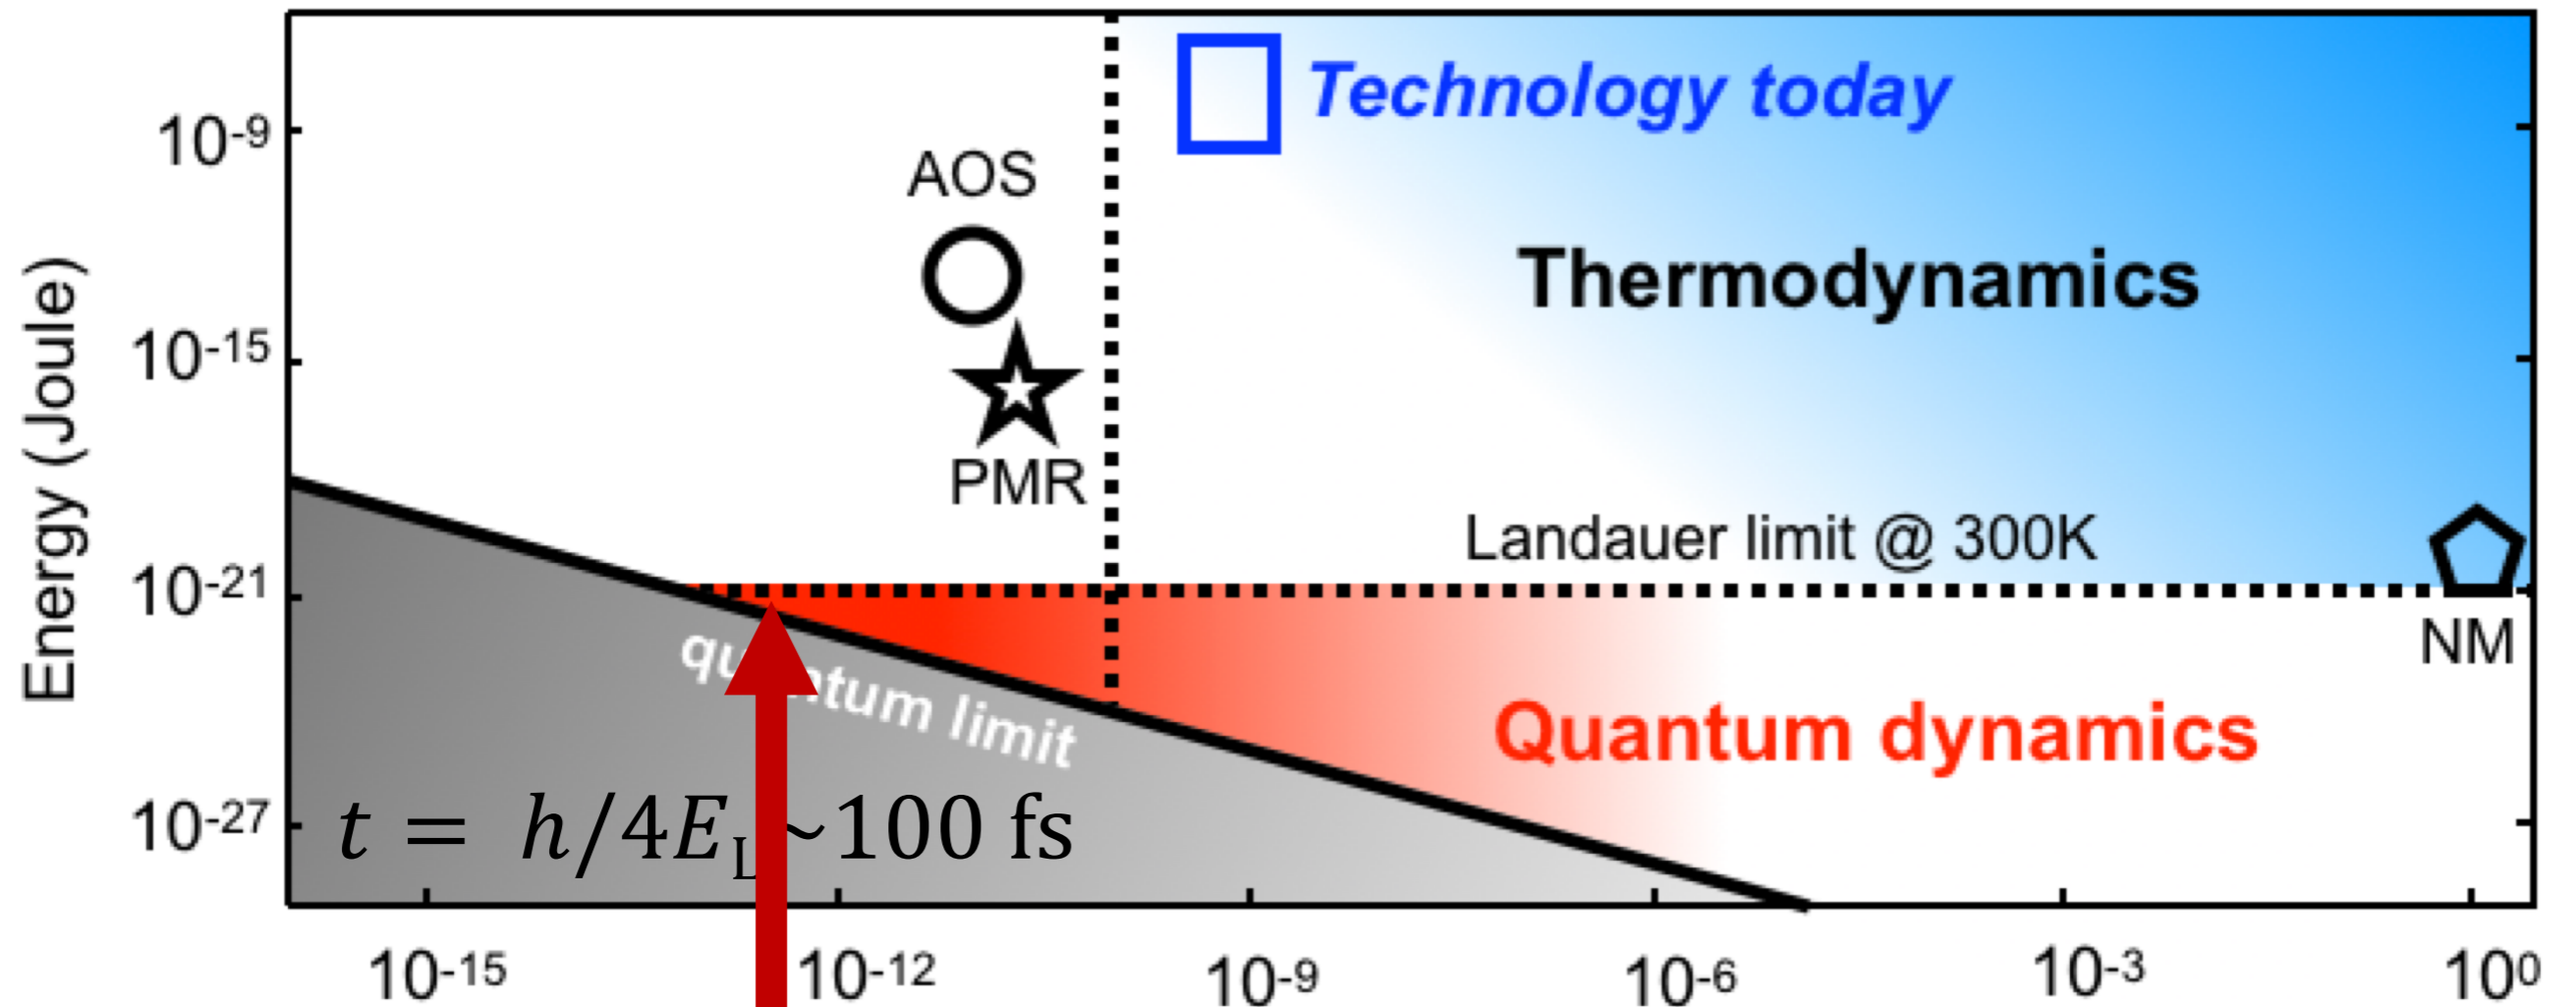 Technology today
10-9
AOS
Thermodynamics
Energy (Joule)
10-15
PMR
Landauer limit @ 300K
10-21
NM
quantum limit
Quantum dynamics
10-27
t = h/4EL~100 fs
10-15 10-12 10-9 10-6 10-3 100